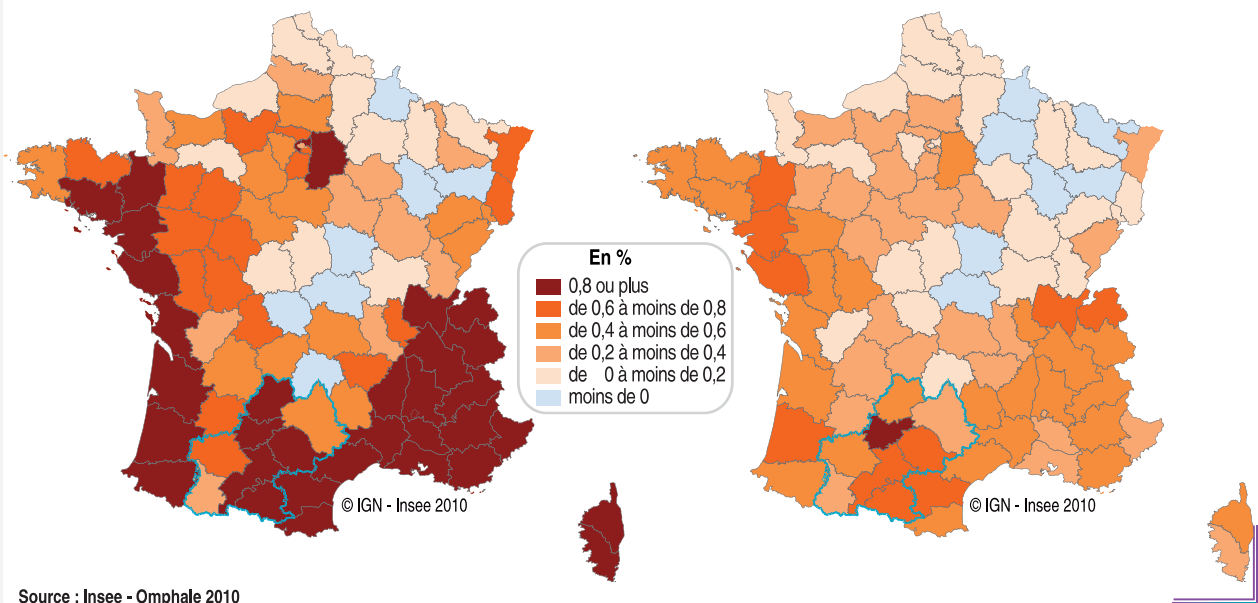 En %
0,8 ou plus
de 0,6 à moins de 0,8
de 0,4 à moins de 0,6
de 0,2 à moins de 0,4
de 0 à moins de 0,2
moins de 0
© IGN - Insee 2010
© IGN - Insee 2010
Source : Insee - Omphale 2010